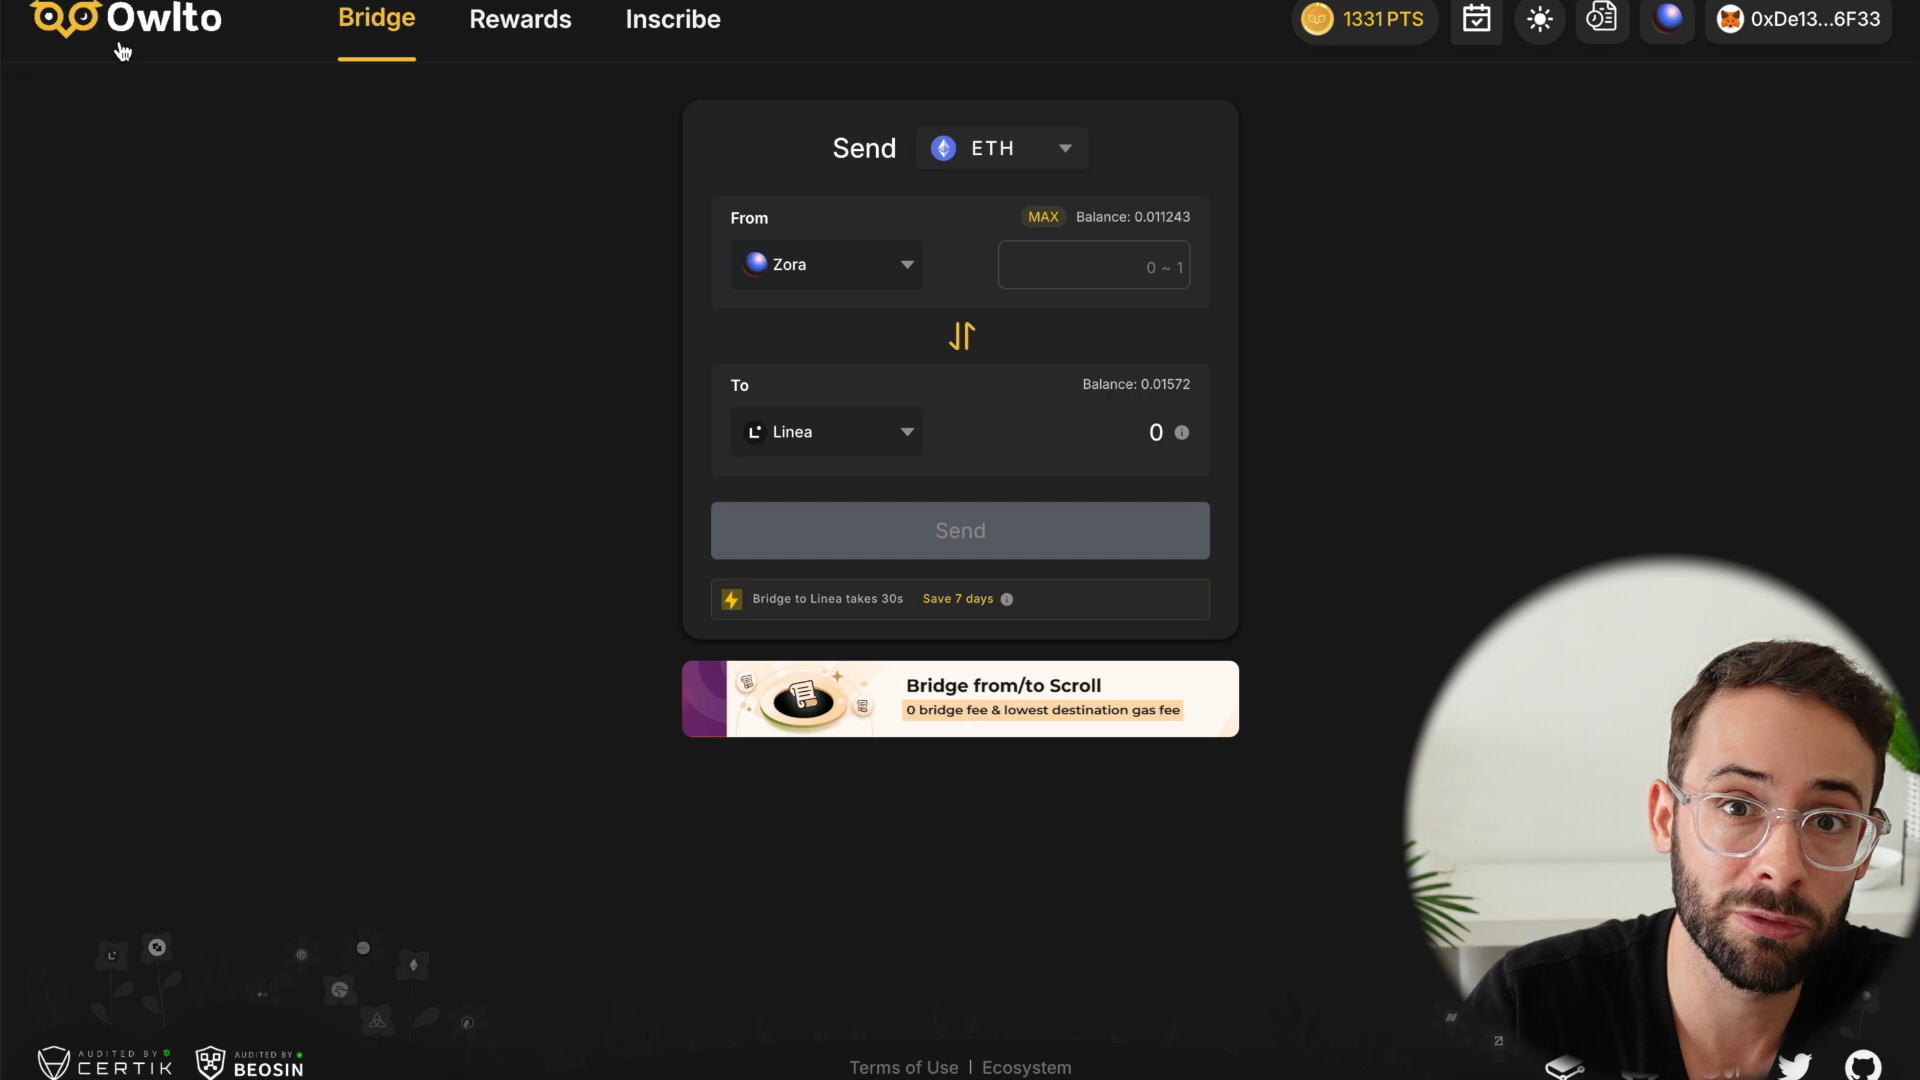 Owlto
Bridge
Rewards
Inscribe
1331 PTS
0xDe13...6F33
Send
ETH
From
MAX
Balance: 0.011243
Zora
0 ~ 1
To
Balance: 0.01572
Linea
0
Send
Bridge to Linea takes 30s
Save 7 days
Bridge from/to Scroll
0 bridge fee & lowest destination gas fee
AUDITED BY
CERTIK
AUDITED BY
BEOSIN
Terms of Use | Ecosystem